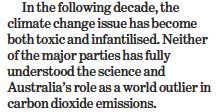 In the following decade, the
climate change issue has become
both toxic and infantilised. Neither
of the major parties has fully
understood the science and
Australia's role as a world outlier in
carbon dioxide emissions.